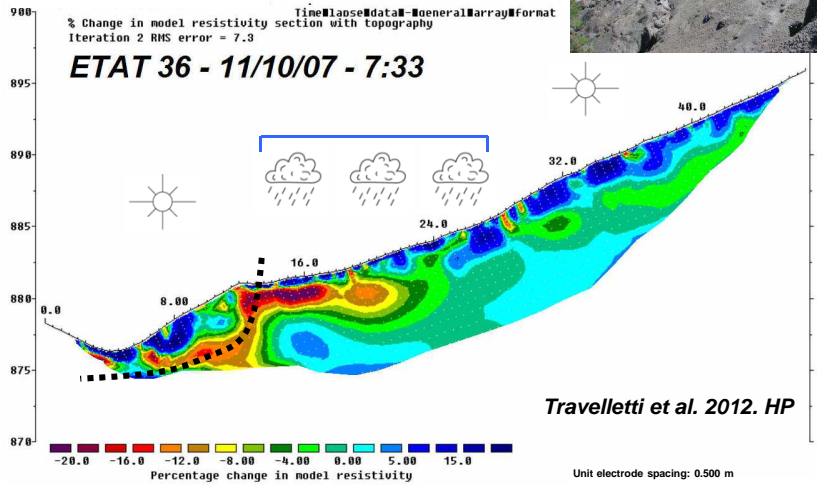 Time lapse data - general array format
% Change in model resistivity section with topography
Iteration 2 RMS error = 7.3
ETAT 36 - 11/10/07 - 7:33
900
895
890
885
880
875
870
0.0
8.00
16.0
24.0
32.0
40.0
Travelletti et al. 2012. HP
-20.0 -16.0 -12.0 -8.00 -4.00 0.00 5.00 15.0
Percentage change in model resistivity
Unit electrode spacing: 0.500 m